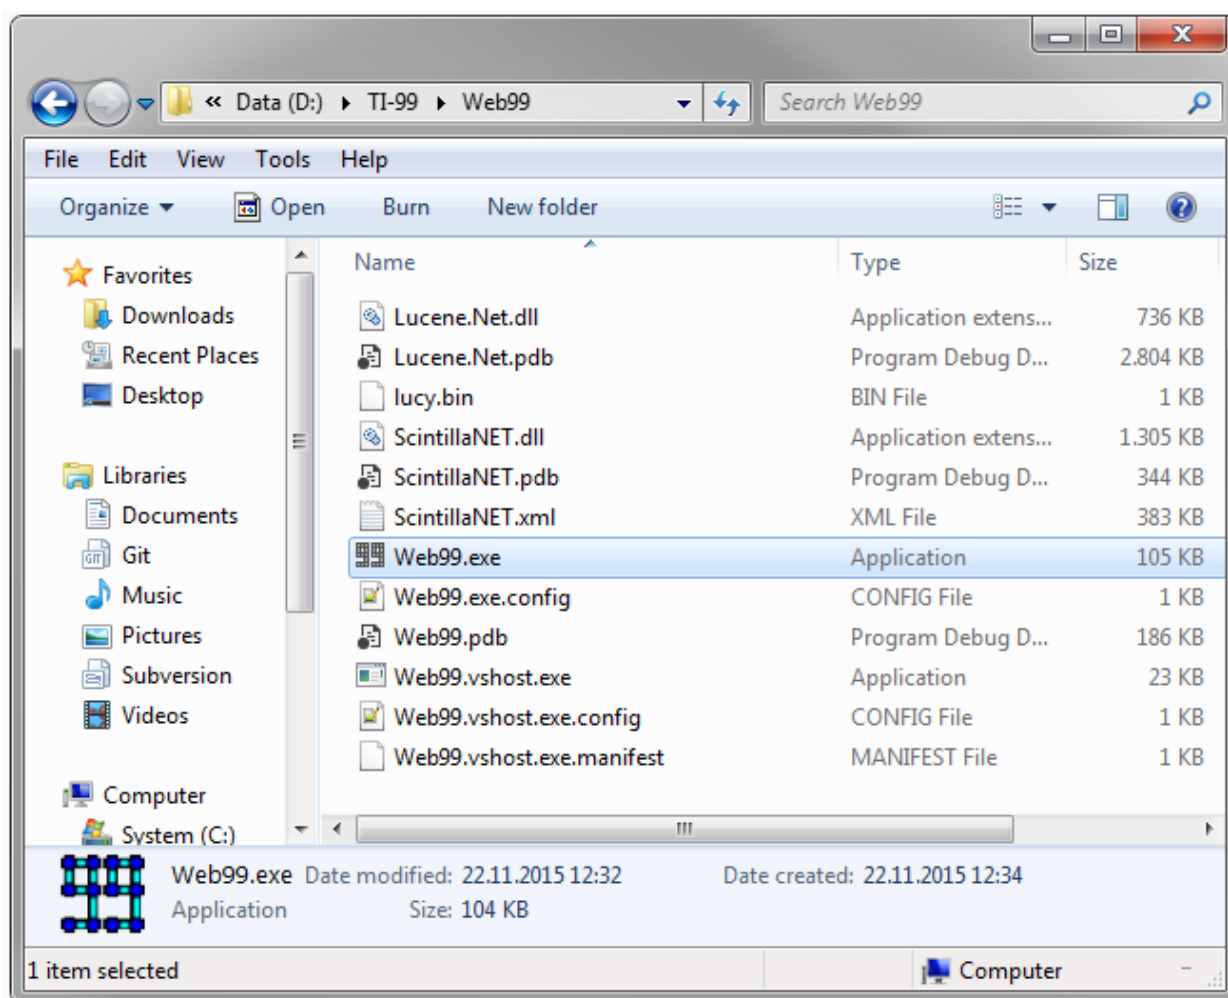 « Data (D:) TI-99 Web99 Search Web99
File Edit View Tools Help
Organize Open Burn New folder
Favorites
Downloads
Recent Places
Desktop
Libraries
Documents
Git
Music
Pictures
Subversion
Videos
Computer
System (C:)
Name Type Size
Lucene.Net.dll Application extens... 736 KB
Lucene.Net.pdb Program Debug D... 2.804 KB
lucy.bin BIN File 1 KB
ScintillaNET.dll Application extens... 1.305 KB
ScintillaNET.pdb Program Debug D... 344 KB
ScintillaNET.xml XML File 383 KB
Web99.exe Application 105 KB
Web99.exe.config CONFIG File 1 KB
Web99.pdb Program Debug D... 186 KB
Web99.vshost.exe Application 23 KB
Web99.vshost.exe.config CONFIG File 1 KB
Web99.vshost.exe.manifest MANIFEST File 1 KB
Web99.exe Date modified: 22.11.2015 12:32 Date created: 22.11.2015 12:34
Application Size: 104 KB
1 item selected Computer